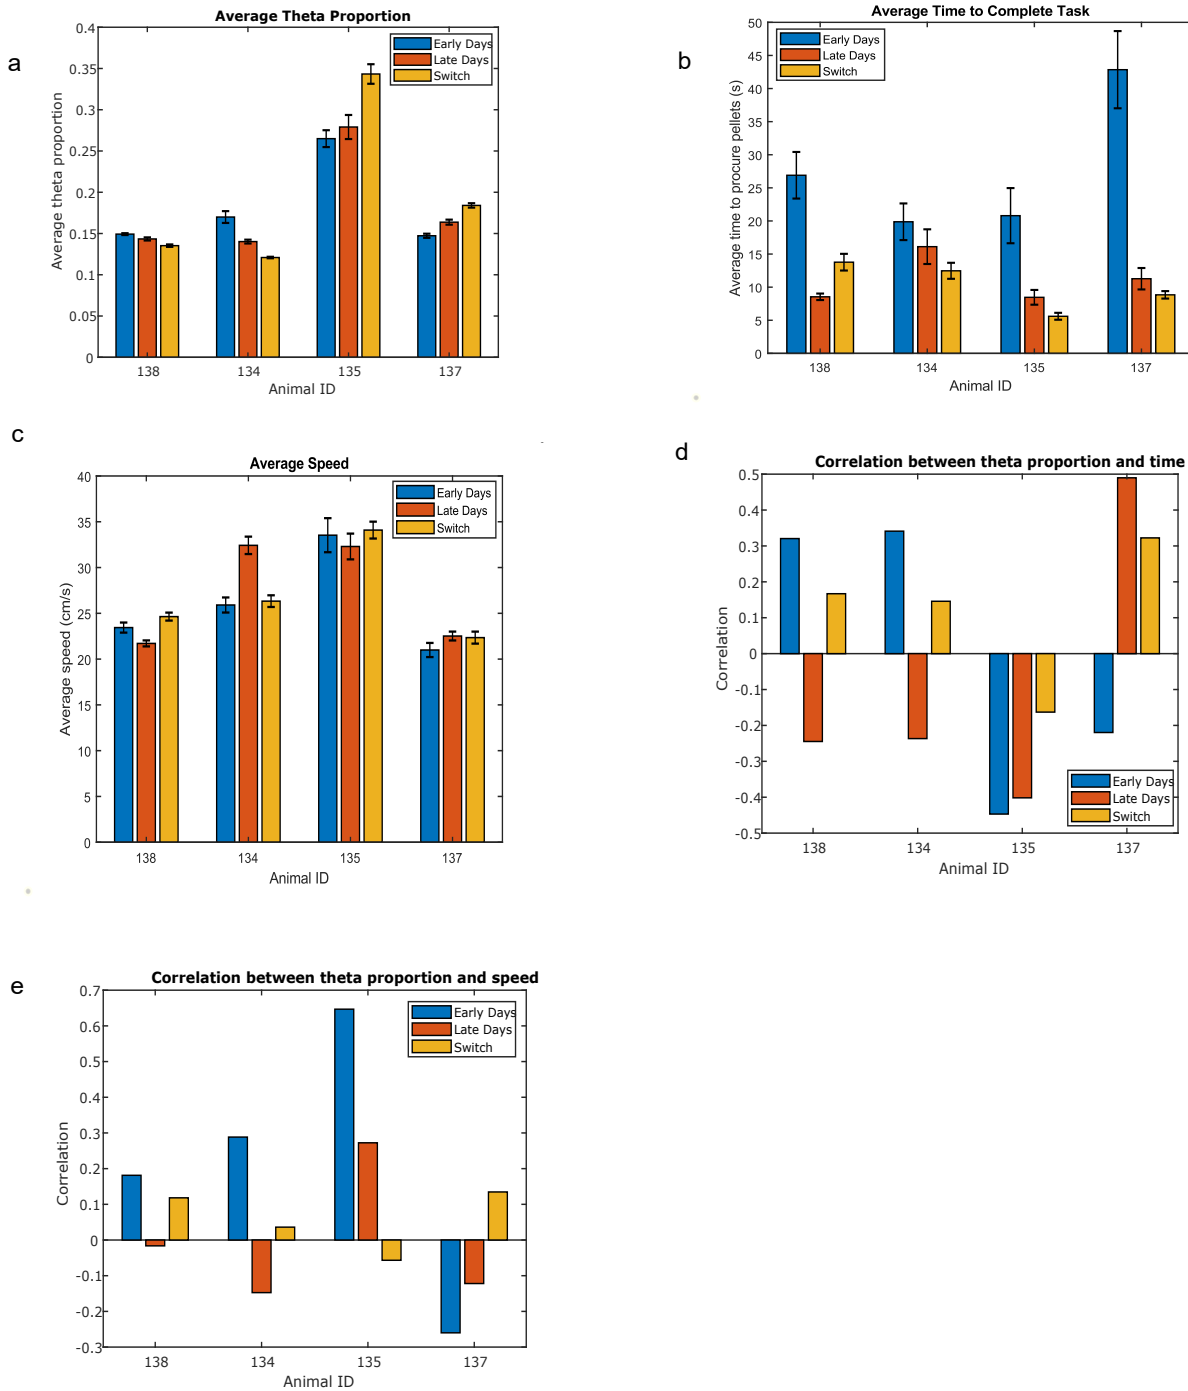 a
Average Theta Proportion
Average theta proportion
0.4
0.35
0.3
0.25
0.2
0.15
0.1
0.05
0
Early Days
Late Days
Switch
138 134 135 137
Animal ID
b
Average Time to Complete Task
Average time to procure pellets (s)
50
45
40
35
30
25
20
15
10
5
0
Early Days
Late Days
Switch
138 134 135 137
Animal ID
c
Average Speed
Average speed (cm/s)
40
35
30
25
20
15
10
5
0
Early Days
Late Days
Switch
138 134 135 137
Animal ID
d
Correlation between theta proportion and time
Correlation
0.5
0.4
0.3
0.2
0.1
0
-0.1
-0.2
-0.3
-0.4
-0.5
Early Days
Late Days
Switch
138 134 135 137
Animal ID
e
Correlation between theta proportion and speed
Correlation
0.7
0.6
0.5
0.4
0.3
0.2
0.1
0
-0.1
-0.2
-0.3
Early Days
Late Days
Switch
138 134 135 137
Animal ID